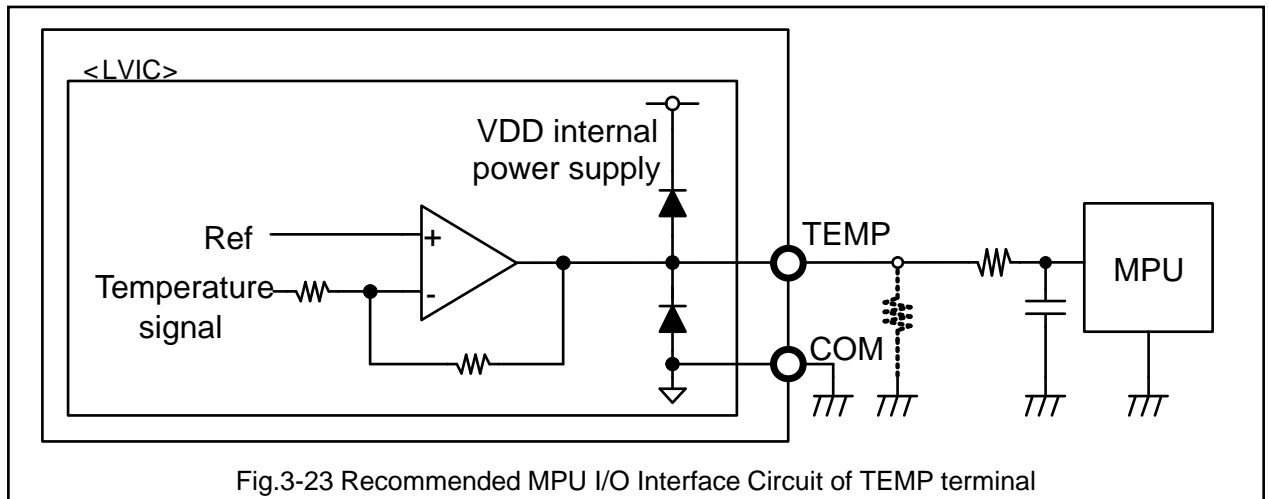 <LVIC>
VDD internal
power supply
Ref
+
Temperature
signal
-
TEMP
COM
MPU
Fig.3-23 Recommended MPU I/O Interface Circuit of TEMP terminal